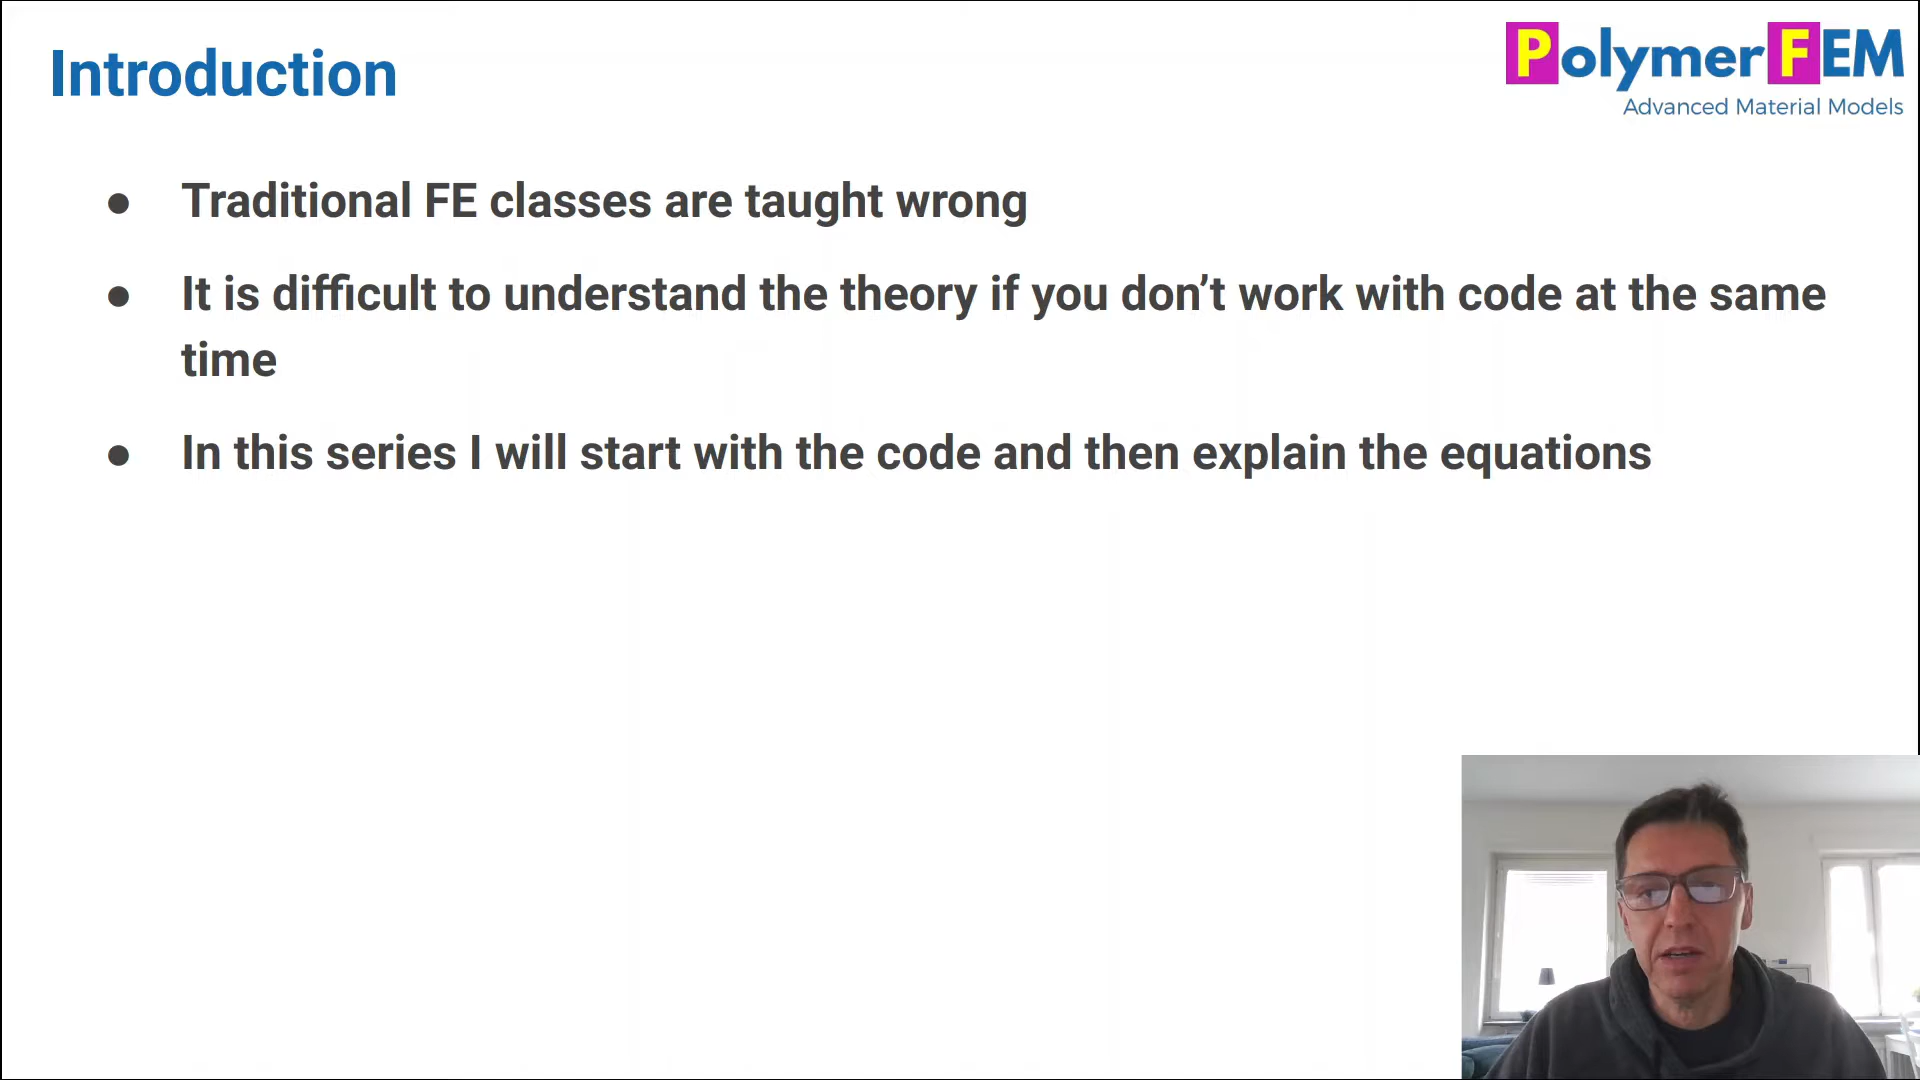 Introduction
PolymerFEM
Advanced Material Models
● Traditional FE classes are taught wrong
● It is difficult to understand the theory if you don’t work with code at the same
time
● In this series I will start with the code and then explain the equations